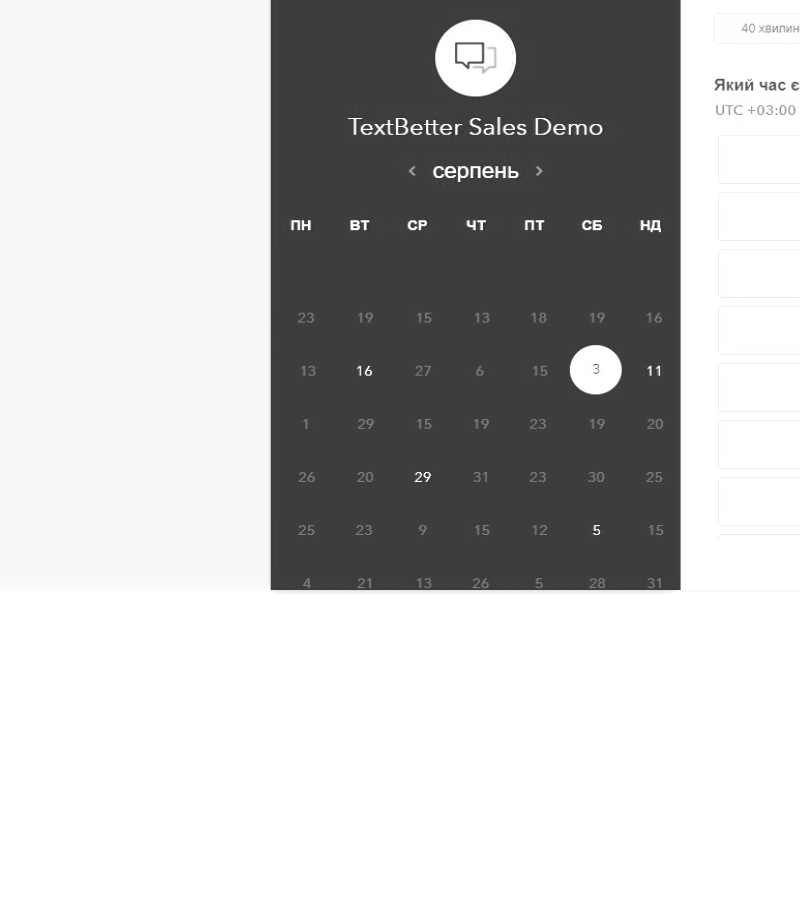 40 хвилин
TextBetter Sales Demo
Який час є
серпень
UTC +03:00
ПН ВТ СР ЧТ ПТ СБ НД
23 19 15 13 18 19 16
13 16 27 6 15 3 11
1 29 15 19 23 19 20
26 20 29 31 23 30 25
25 23 9 15 12 5 15
4 21 13 26 5 28 31